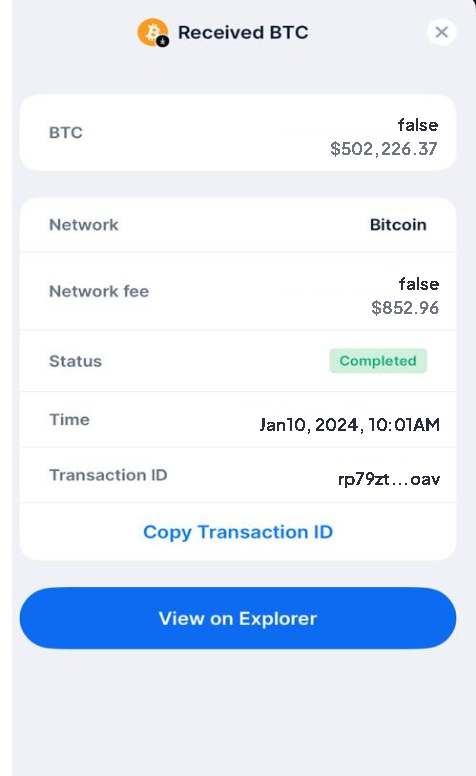 Received BTC
BTC
false
$502,226.37
Network
Bitcoin
Network fee
false
$852.96
Status
Completed
Time
Jan10, 2024, 10:01AM
Transaction ID
rp79zt...oav
Copy Transaction ID
View on Explorer